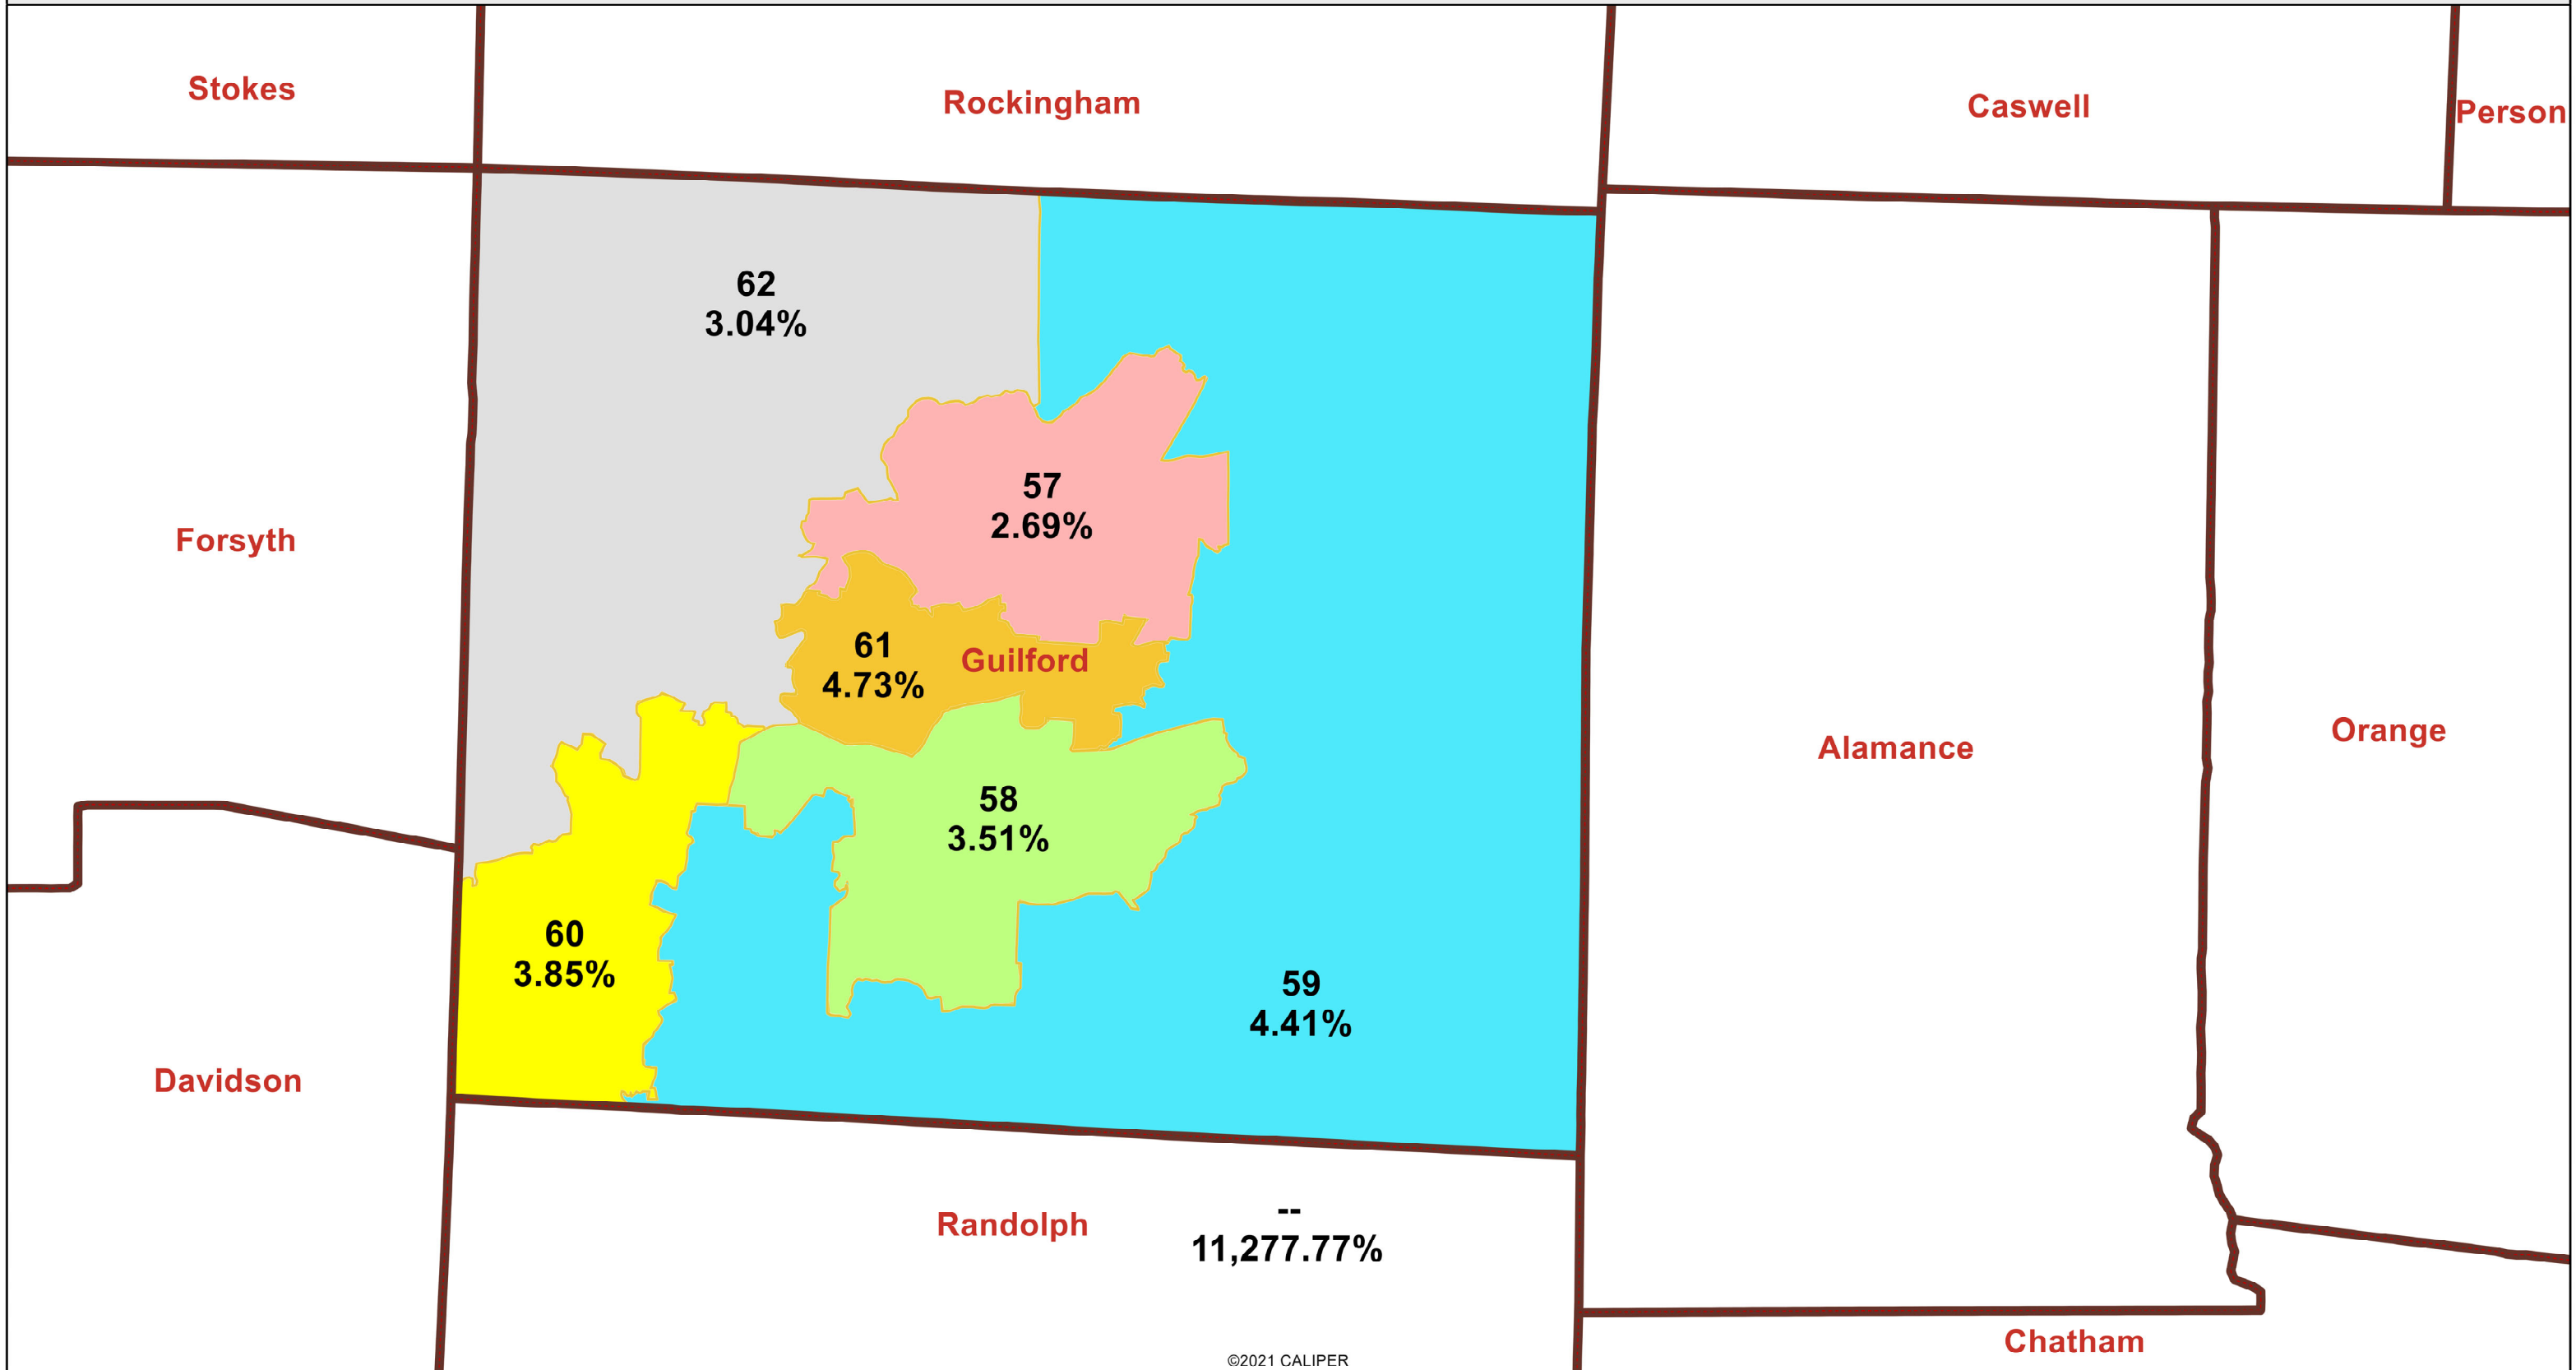 Stokes
Rockingham
Caswell
Person
62
3.04%
57
2.69%
Forsyth
61
4.73%
Guilford
Orange
Alamance
58
3.51%
60
3.85%
59
4.41%
Davidson
Randolph
--
11,277.77%
Chatham
©2021 CALIPER